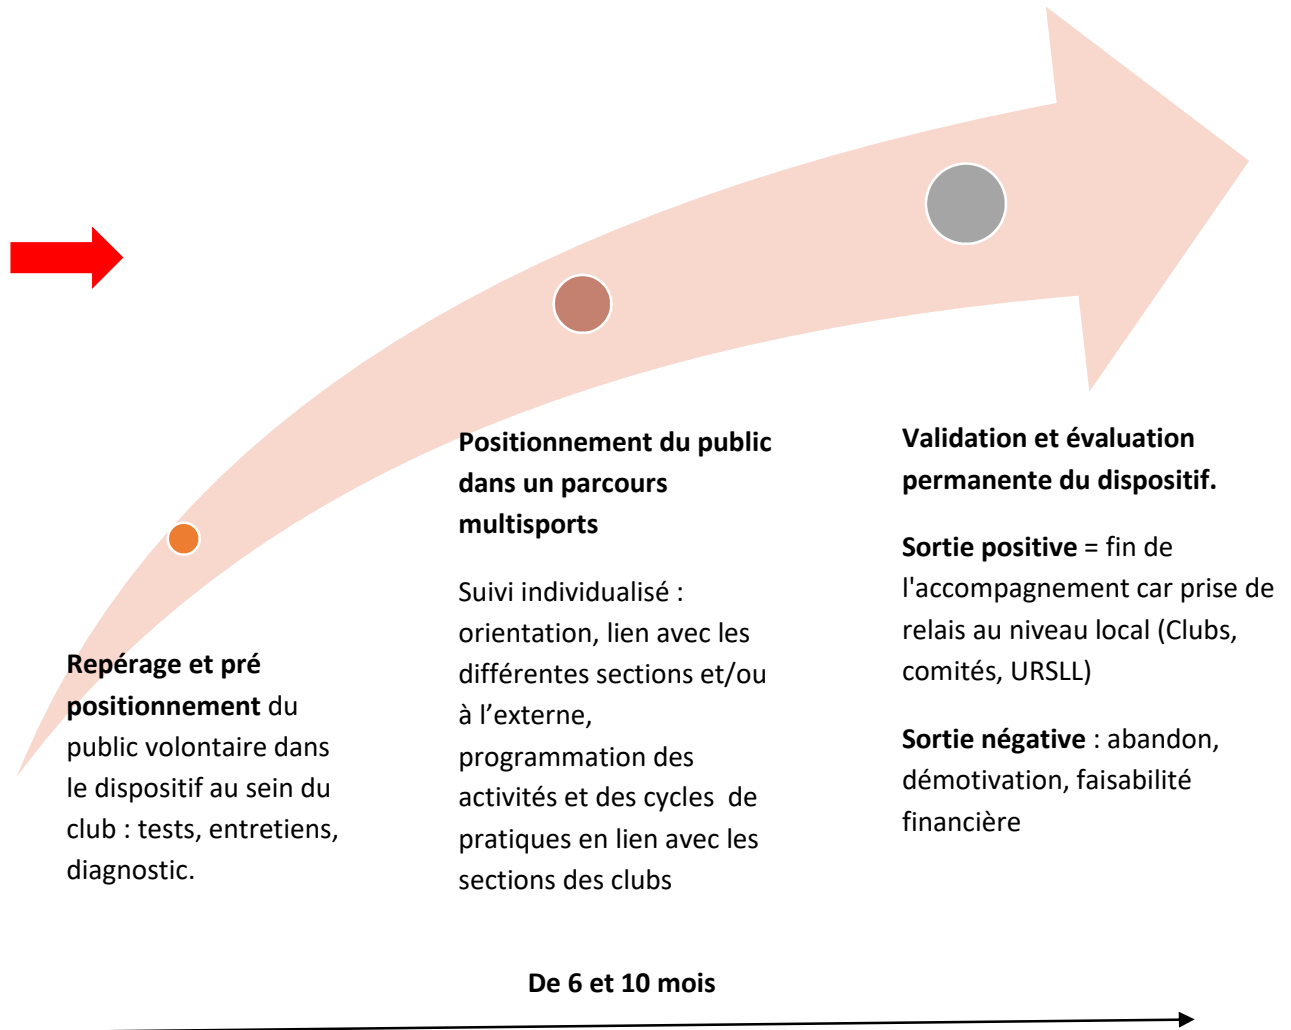 Repérage et pré
positionnement du
public volontaire dans
le dispositif au sein du
club : tests, entretiens,
diagnostic.
Positionnement du public
dans un parcours
multisports
Suivi individualisé :
orientation, lien avec les
différentes sections et/ou
à l’externe,
programmation des
activités et des cycles  de
pratiques en lien avec les
sections des clubs
Validation et évaluation
permanente du dispositif.
Sortie positive = fin de
l'accompagnement car prise de
relais au niveau local (Clubs,
comités, URSLL)
Sortie négative : abandon,
démotivation, faisabilité
financière
De 6 et 10 mois